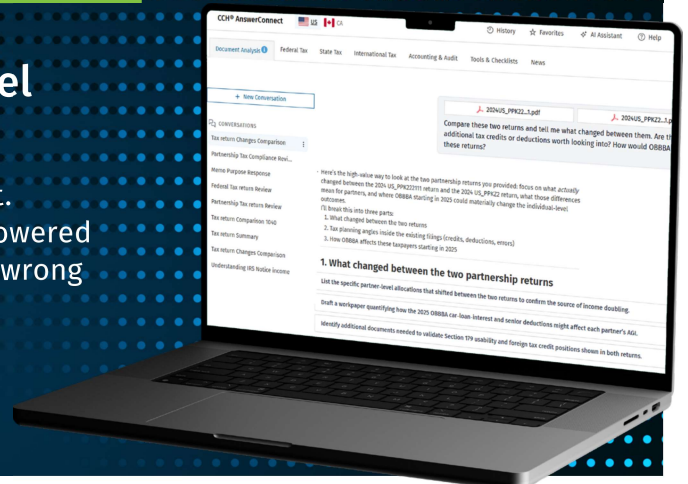 el
t.
owered
wrong
CCH® AnswerConnect US CA
History Favorites AI Assistant Help
Document Analysis Federal Tax State Tax International Tax Accounting & Audit Tools & Checklists News
+ New Conversation
CONVERSATIONS
Tax return Changes Comparison
Partnership Tax Compliance Revi...
Memo Purpose Response
Federal Tax return Review
Partnership Tax return Review
Tax return Comparison 1040
Tax return Summary
Tax return Changes Comparison
Understanding IRS Notice income
2024US_PPK22...1.pdf 2024US_PPK22...1.p
Compare these two returns and tell me what changed between them. Are th
additional tax credits or deductions worth looking into? How would OBBBA
these returns?
Here's the high-value way to look at the two partnership returns you provided: focus on what actually
changed between the 2024 US_PPK222111 return and the 2024 US_PPK22 return, what those differences
mean for partners, and where OBBBA starting in 2025 could materially change the individual-level
outcomes.
I'll break this into three parts:
1. What changed between the two returns
2. Tax planning angles inside the existing filings (credits, deductions, errors)
3. How OBBBA affects these taxpayers starting in 2025
1. What changed between the two partnership returns
List the specific partner-level allocations that shifted between the two returns to confirm the source of income doubling.
Draft a workpaper quantifying how the 2025 OBBBA car-loan-interest and senior deductions might affect each partner's AGI.
Identify additional documents needed to validate Section 179 usability and foreign tax credit positions shown in both returns.